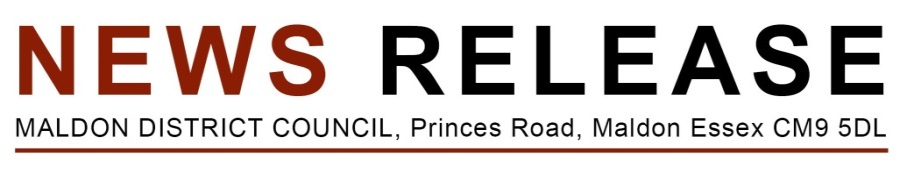 NEWS RELEASE
MALDON DISTRICT COUNCIL, Princes Road, Maldon Essex CM9 5DL